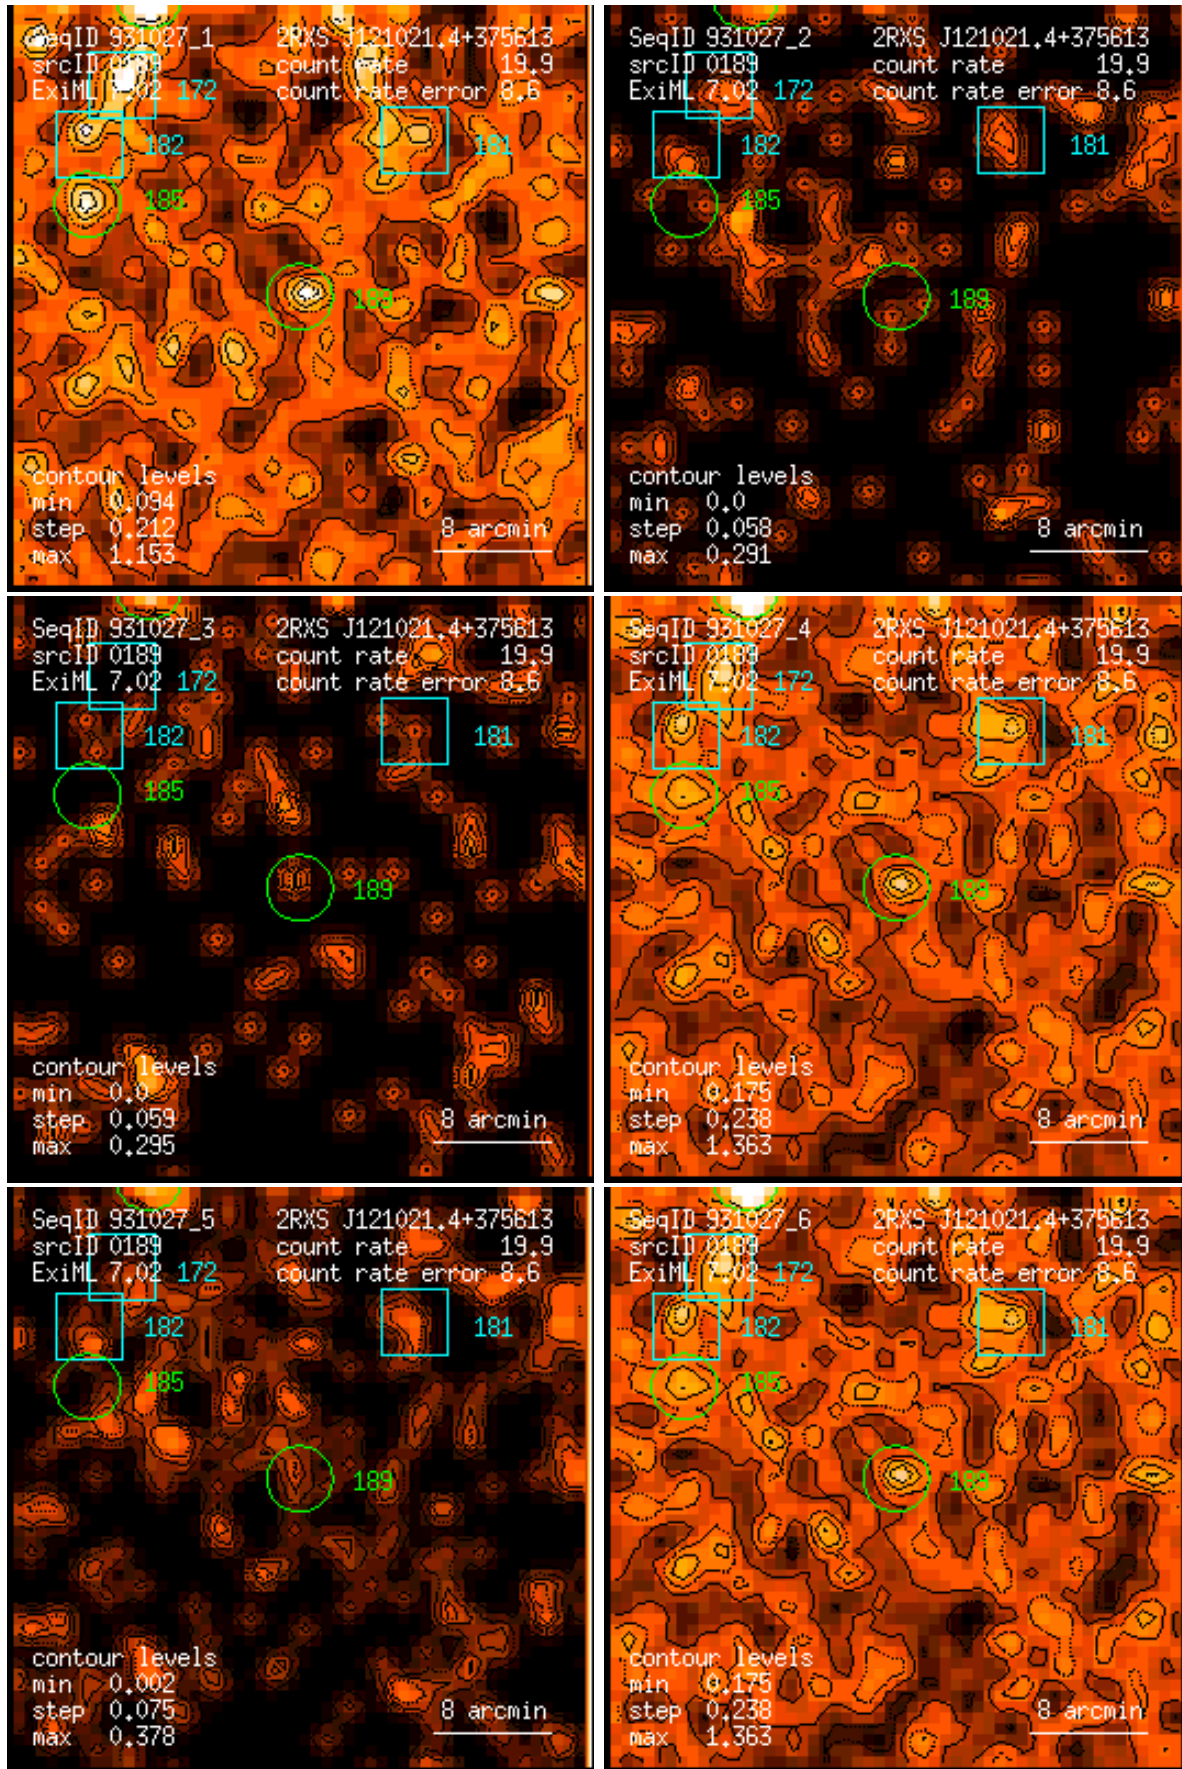 SeqID 931027_1 2RXS J121021.4+375613
srcID 0189 count rate 19.9
ExiML 7.02 172 count rate error 8.6
182 181
185
189
contour levels
min 0.094
step 0.212 8 arcmin
max 1.153
SeqID 931027_2 2RXS J121021.4+375613
srcID 0189 count rate 19.9
ExiML 7.02 172 count rate error 8.6
182 181
185
189
contour levels
min 0.0
step 0.058 8 arcmin
max 0.291
SeqID 931027_3 2RXS J121021.4+375613
srcID 0189 count rate 19.9
ExiML 7.02 172 count rate error 8.6
182 181
185
189
contour levels
min 0.0
step 0.059 8 arcmin
max 0.295
SeqID 931027_4 2RXS J121021.4+375613
srcID 0189 count rate 19.9
ExiML 7.02 172 count rate error 8.6
182 181
185
189
contour levels
min 0.175
step 0.238 8 arcmin
max 1.363
SeqID 931027_5 2RXS J121021.4+375613
srcID 0189 count rate 19.9
ExiML 7.02 172 count rate error 8.6
182 181
185
189
contour levels
min 0.002
step 0.075 8 arcmin
max 0.378
SeqID 931027_6 2RXS J121021.4+375613
srcID 0189 count rate 19.9
ExiML 7.02 172 count rate error 8.6
182 181
185
189
contour levels
min 0.175
step 0.238 8 arcmin
max 1.363